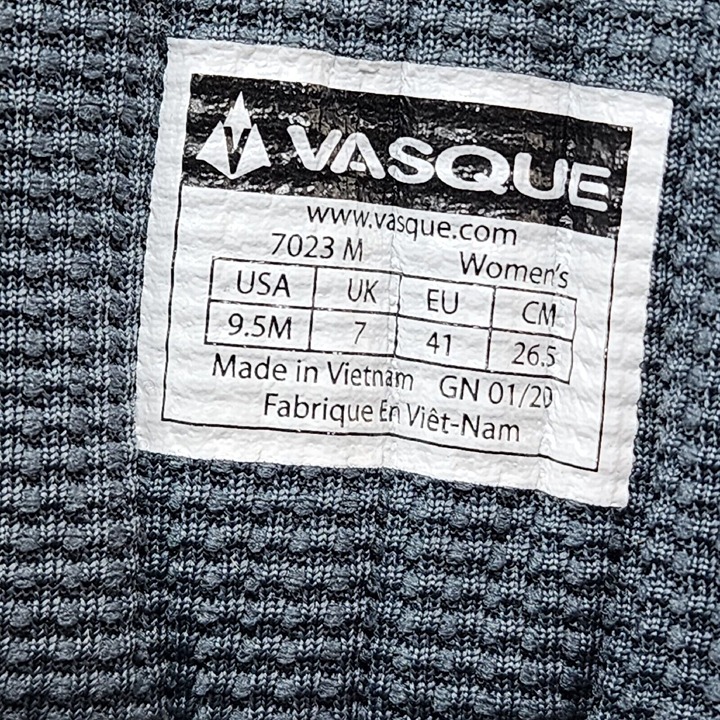 VASQUE
www.vasque.com
7023 M Women's
USA UK EU CM
9.5M 7 41 26.5
Made in Vietnam GN 01/20
Fabrique En Viêt-Nam